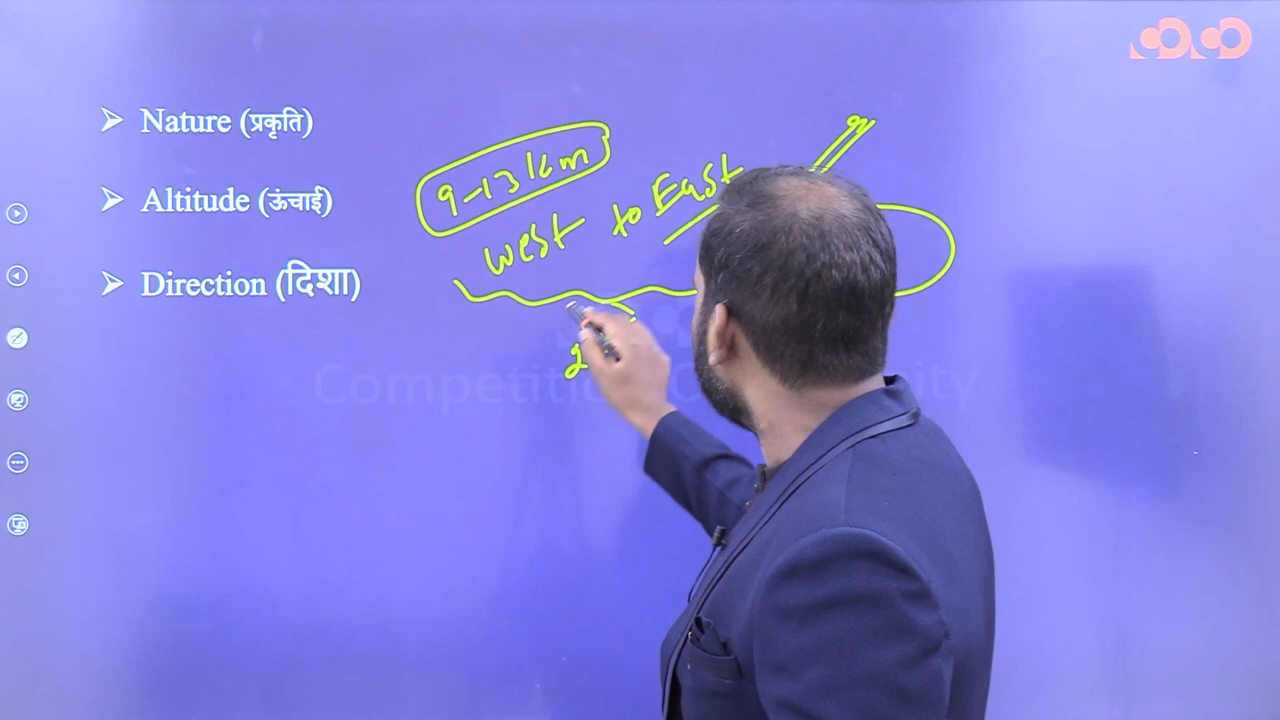 Nature (प्रकृति)
9-13 km
Altitude (ऊंचाई)
West to East
Direction (दिशा)